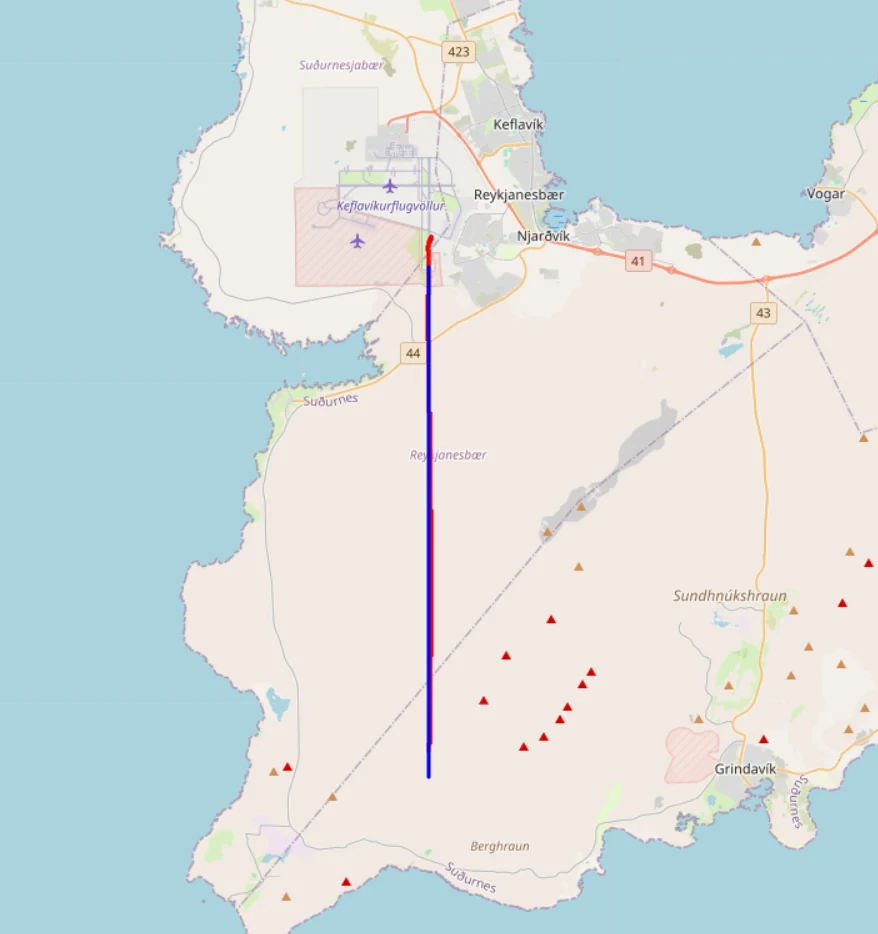 423
Suðurnesjabær
Keflavík
Reykjanesbær
Vogar
Keflavíkurflugvöllur
Njarðvík
41
43
44
Suðurnes
Reykjanesbær
Sundhnúkshraun
Grindavík
Suðurnes
Berghraun
Suðurnes